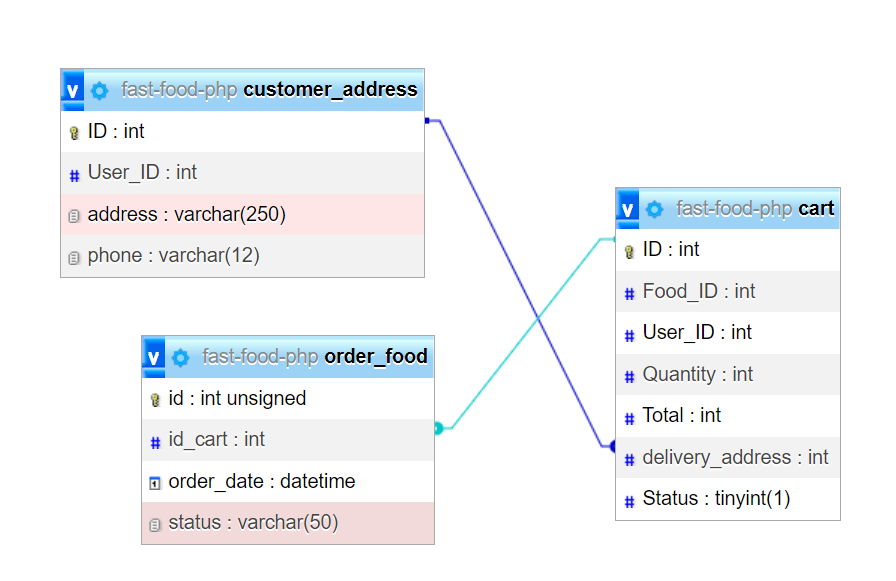 v fast-food-php customer_address
ID : int
# User_ID : int
address : varchar(250)
phone : varchar(12)
v fast-food-php order_food
id : int unsigned
# id_cart : int
1 order_date : datetime
status : varchar(50)
v fast-food-php cart
ID : int
# Food_ID : int
# User_ID : int
# Quantity : int
# Total : int
# delivery_address : int
# Status : tinyint(1)